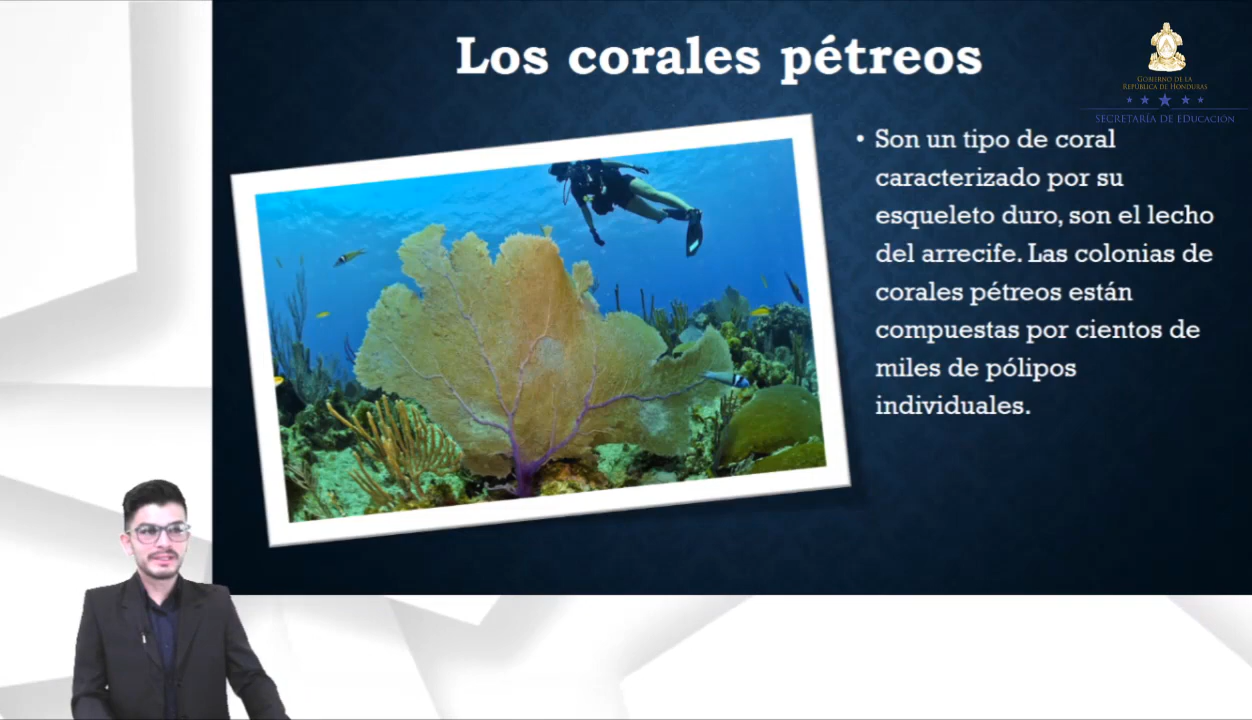 Los corales pétreos
GOBIERNO DE LA
REPÚBLICA DE HONDURAS
SECRETARÍA DE EDUCACIÓN
• Son un tipo de coral
caracterizado por su
esqueleto duro, son el lecho
del arrecife. Las colonias de
corales pétreos están
compuestas por cientos de
miles de pólipos
individuales.